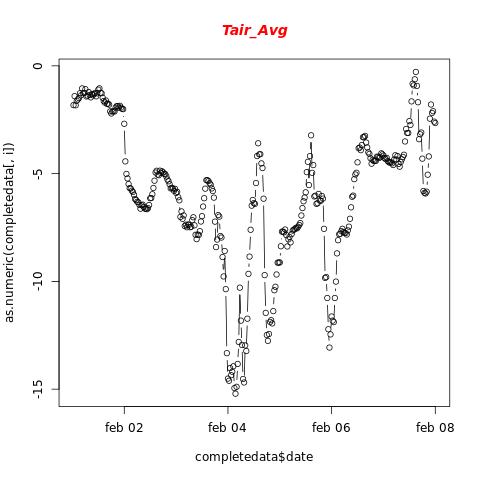 Tair_Avg
as.numeric(completedata[, i])
0
-5
-10
-15
feb 02
feb 04
feb 06
feb 08
completedata$date